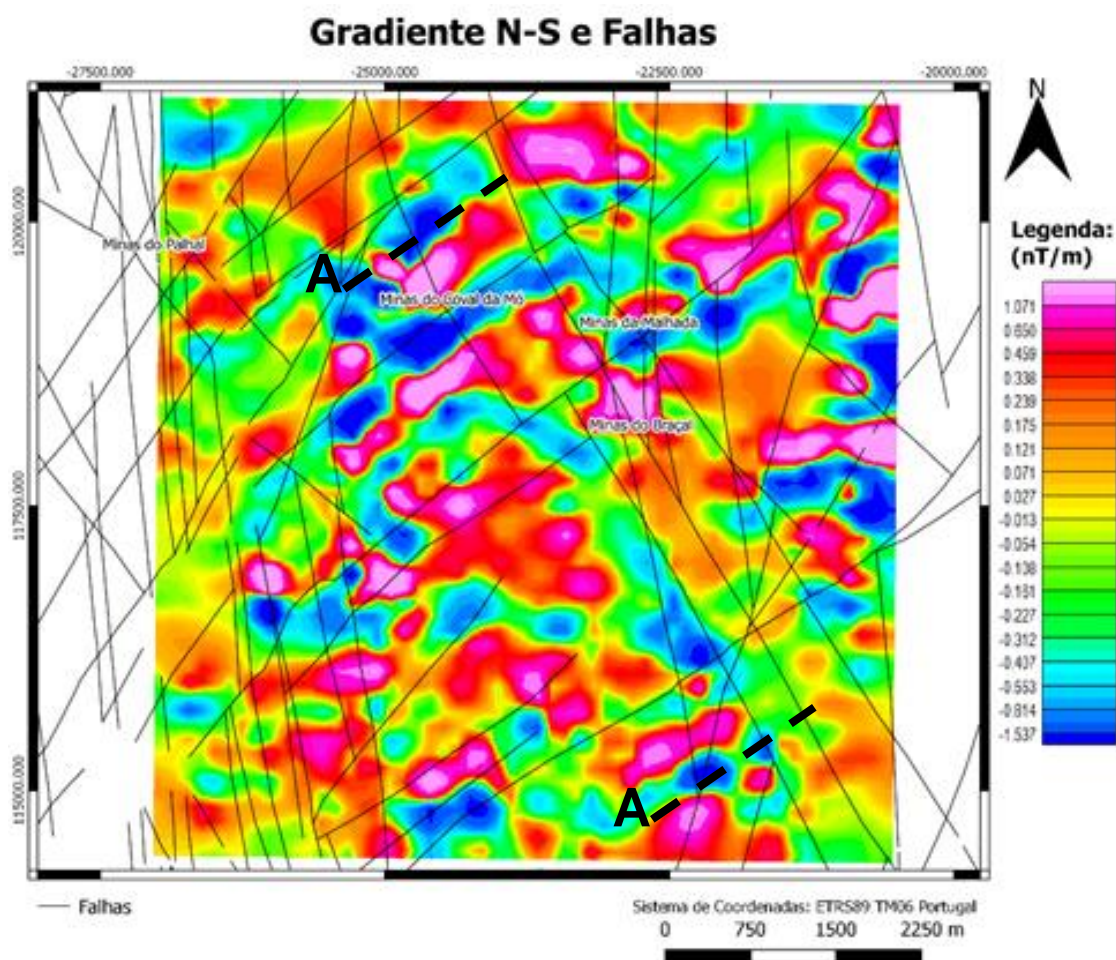 Gradiente N-S e Falhas
-27500.000 -25000.000 -22500.000 -20000.000
N
120000.000
117500.000
115000.000
Legenda:
(nT/m)
1.071
0.650
0.459
0.338
0.239
0.175
0.121
0.071
0.027
-0.013
-0.054
-0.138
-0.151
-0.227
-0.312
-0.437
-0.553
-0.814
-1.537
Minas do Palhal
A
Minas do Coval da Mó
Minas da Malhada
Minas do Braçal
A
Falhas
Sistema de Coordenadas: ETRS89 TM06 Portugal
0 750 1500 2250 m